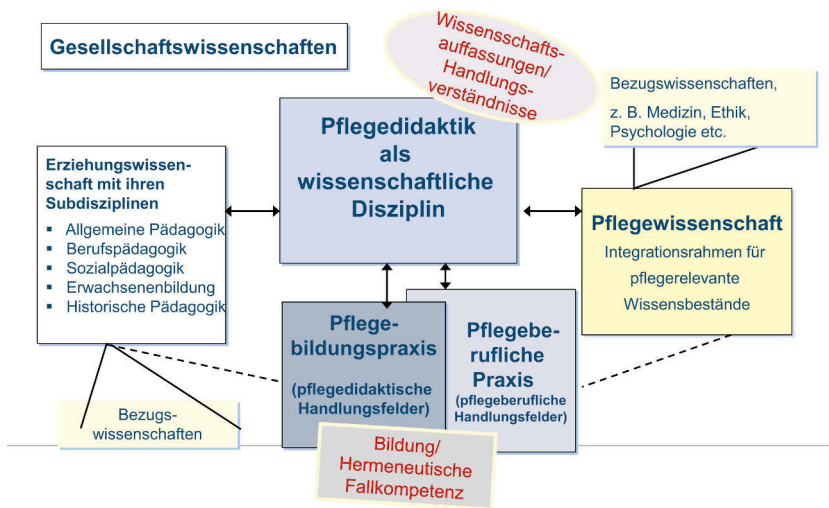 Gesellschaftswissenschaften
Wissensschafts-
auffassungen/
Handlungs-
verständnisse
Bezugswissenschaften,
z. B. Medizin, Ethik,
Psychologie etc.
Pflegedidaktik
als
wissenschaftliche
Disziplin
Erziehungswissen-
schaft mit ihren
Subdisziplinen
▪ Allgemeine Pädagogik
▪ Berufspädagogik
▪ Sozialpädagogik
▪ Erwachsenenbildung
▪ Historische Pädagogik
Pflegewissenschaft
Integrationsrahmen für
pflegerelevante
Wissensbestände
Pflege-
bildungspraxis
(pflegedidaktische
Handlungsfelder)
Pflegebe-
rufliche
Praxis
(pflegeberufliche
Handlungsfelder)
Bezugs-
wissenschaften
Bildung/
Hermeneutische
Fallkompetenz